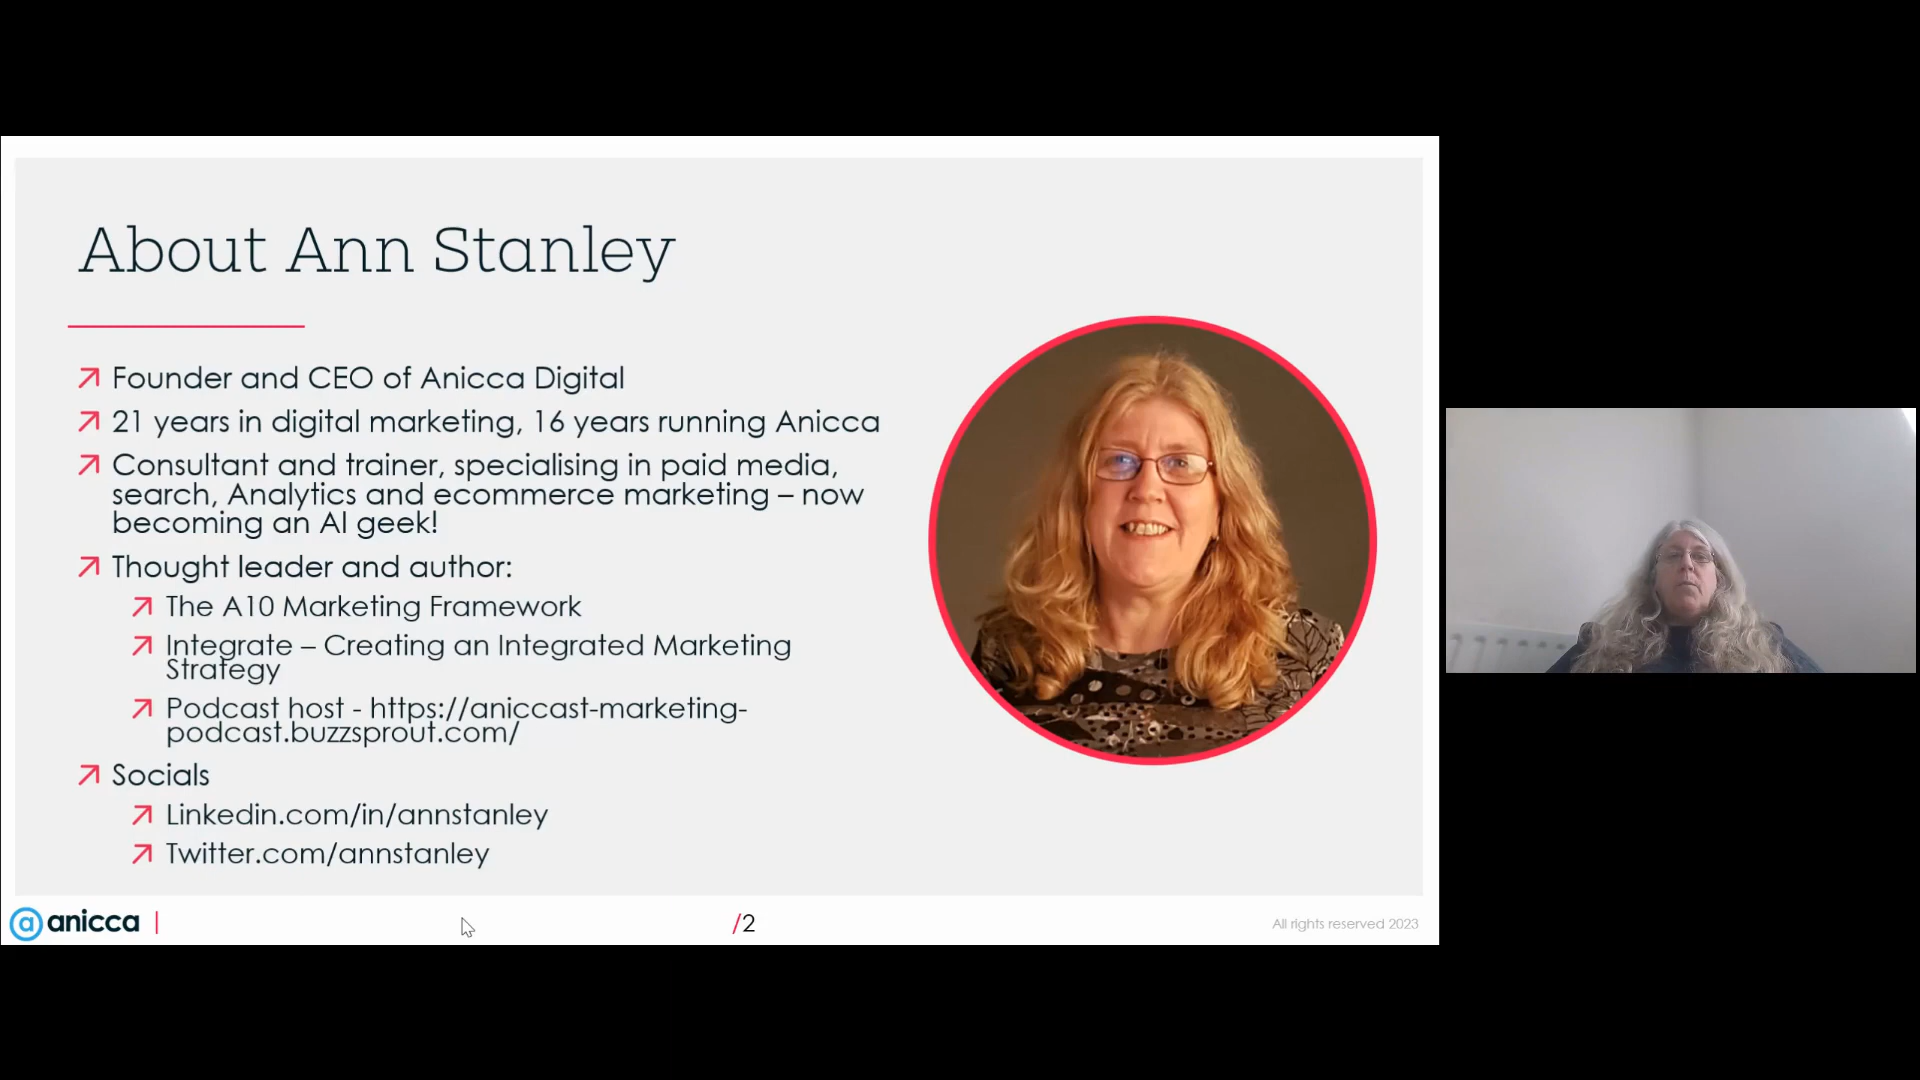 About Ann Stanley
Founder and CEO of Anicca Digital
21 years in digital marketing, 16 years running Anicca
Consultant and trainer, specialising in paid media,
search, Analytics and ecommerce marketing – now
becoming an AI geek!
Thought leader and author:
The A10 Marketing Framework
Integrate – Creating an Integrated Marketing
Strategy
Podcast host - https://aniccast-marketing-
podcast.buzzsprout.com/
Socials
Linkedin.com/in/annstanley
Twitter.com/annstanley
@ anicca |
/2
All rights reserved 2023